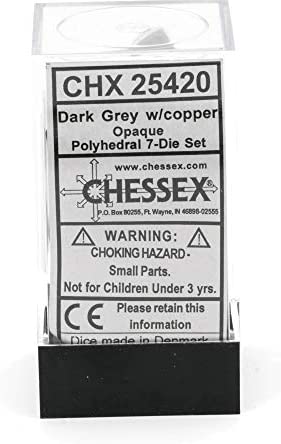 CHX 25420
Dark Grey w/copper
Opaque
Polyhedral 7-Die Set
www.chessex.com
CHESSEX®
P.O. Box 80255, Ft. Wayne, IN 46898-0255
WARNING:
CHOKING HAZARD-
Small Parts.
Not for Children Under 3 yrs.
CE Please retain this
information
Dice made in Denmark